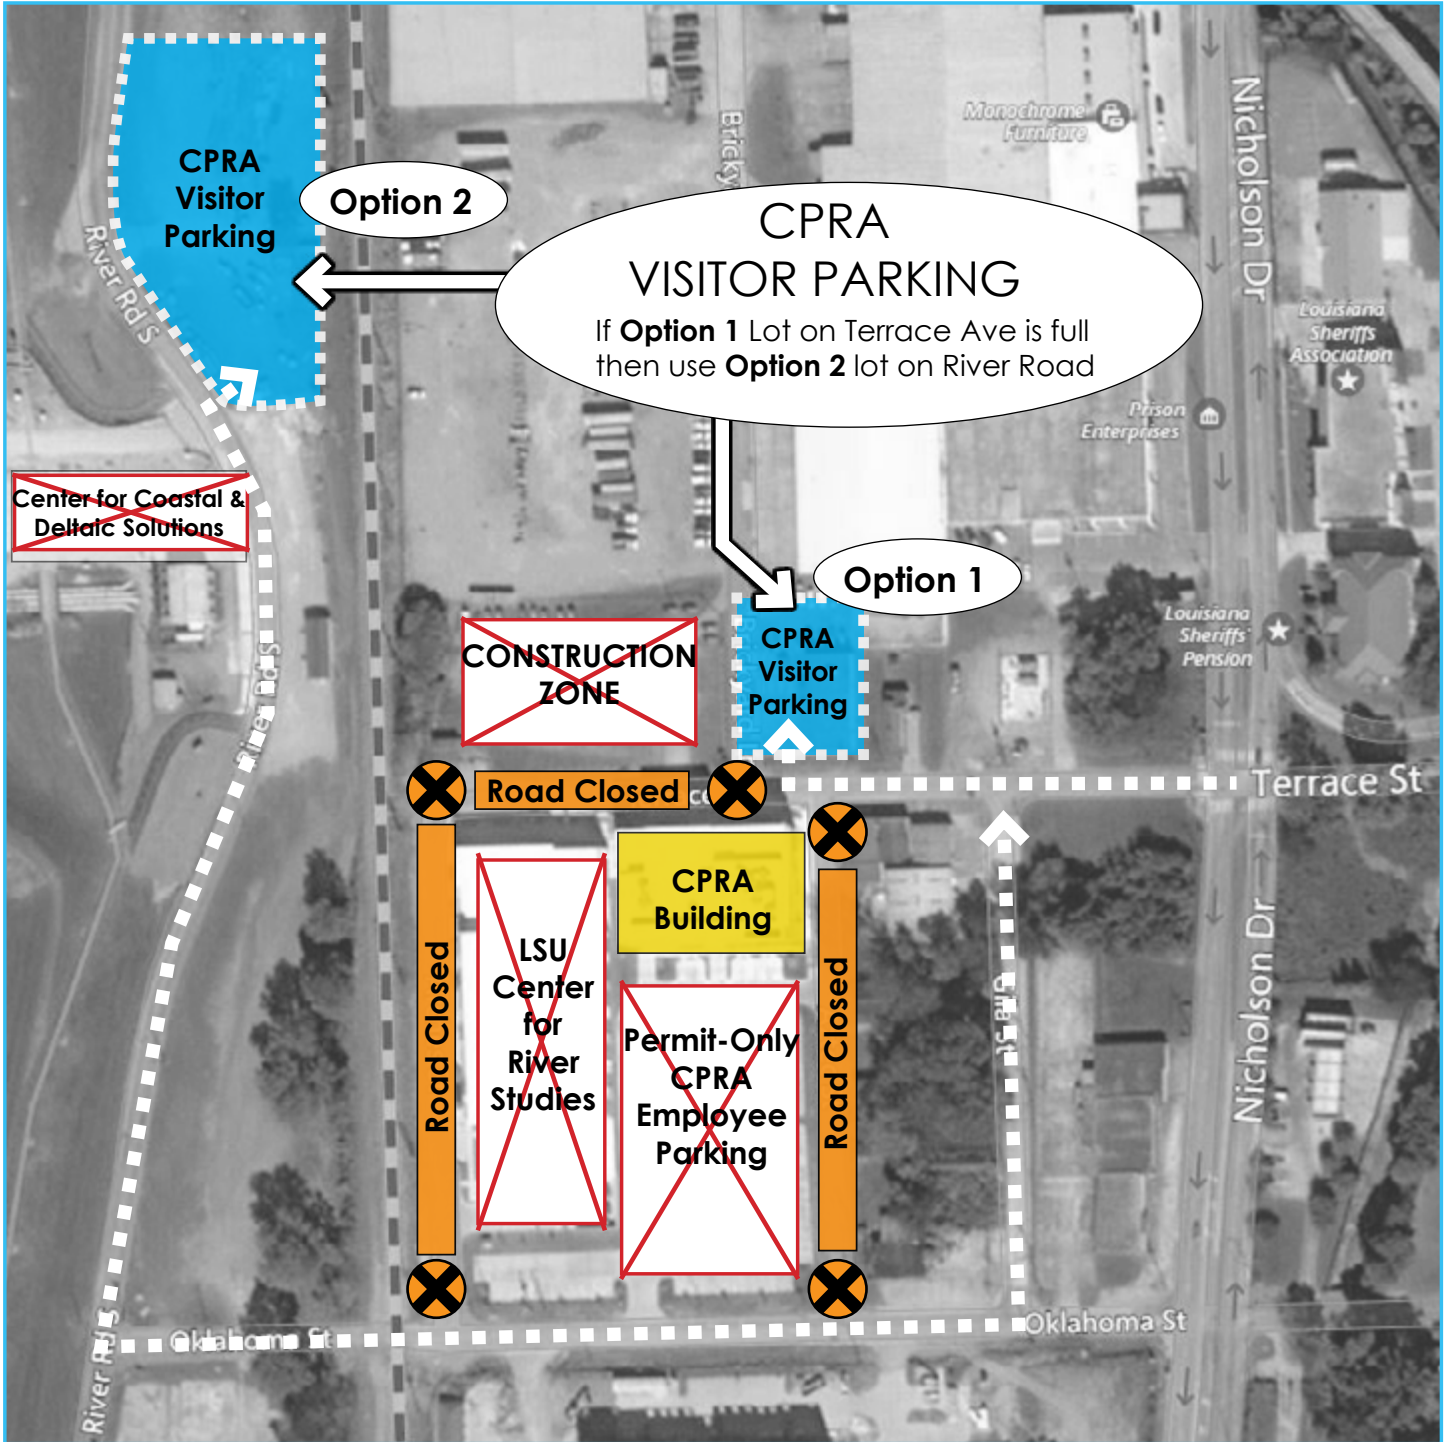 CPRA
Visitor
Parking
Option 2
CPRA
VISITOR PARKING
If Option 1 Lot on Terrace Ave is full
then use Option 2 lot on River Road
Bricky
Monochrome
Furniture
Nicholson Dr
Louisiana
Sheriffs
Association
Prison
Enterprises
River Rd S
Center for Coastal &
Deltaic Solutions
Option 1
CPRA
Visitor
Parking
Louisiana
Sheriffs'
Pension
CONSTRUCTION
ZONE
River Rd S
Road Closed
Terrace St
CPRA
Building
Road Closed
LSU
Center
for
River
Studies
Permit-Only
CPRA
Employee
Parking
Road Closed
Nicholson Dr
River Rd S
Oklahoma St
Oklahoma St